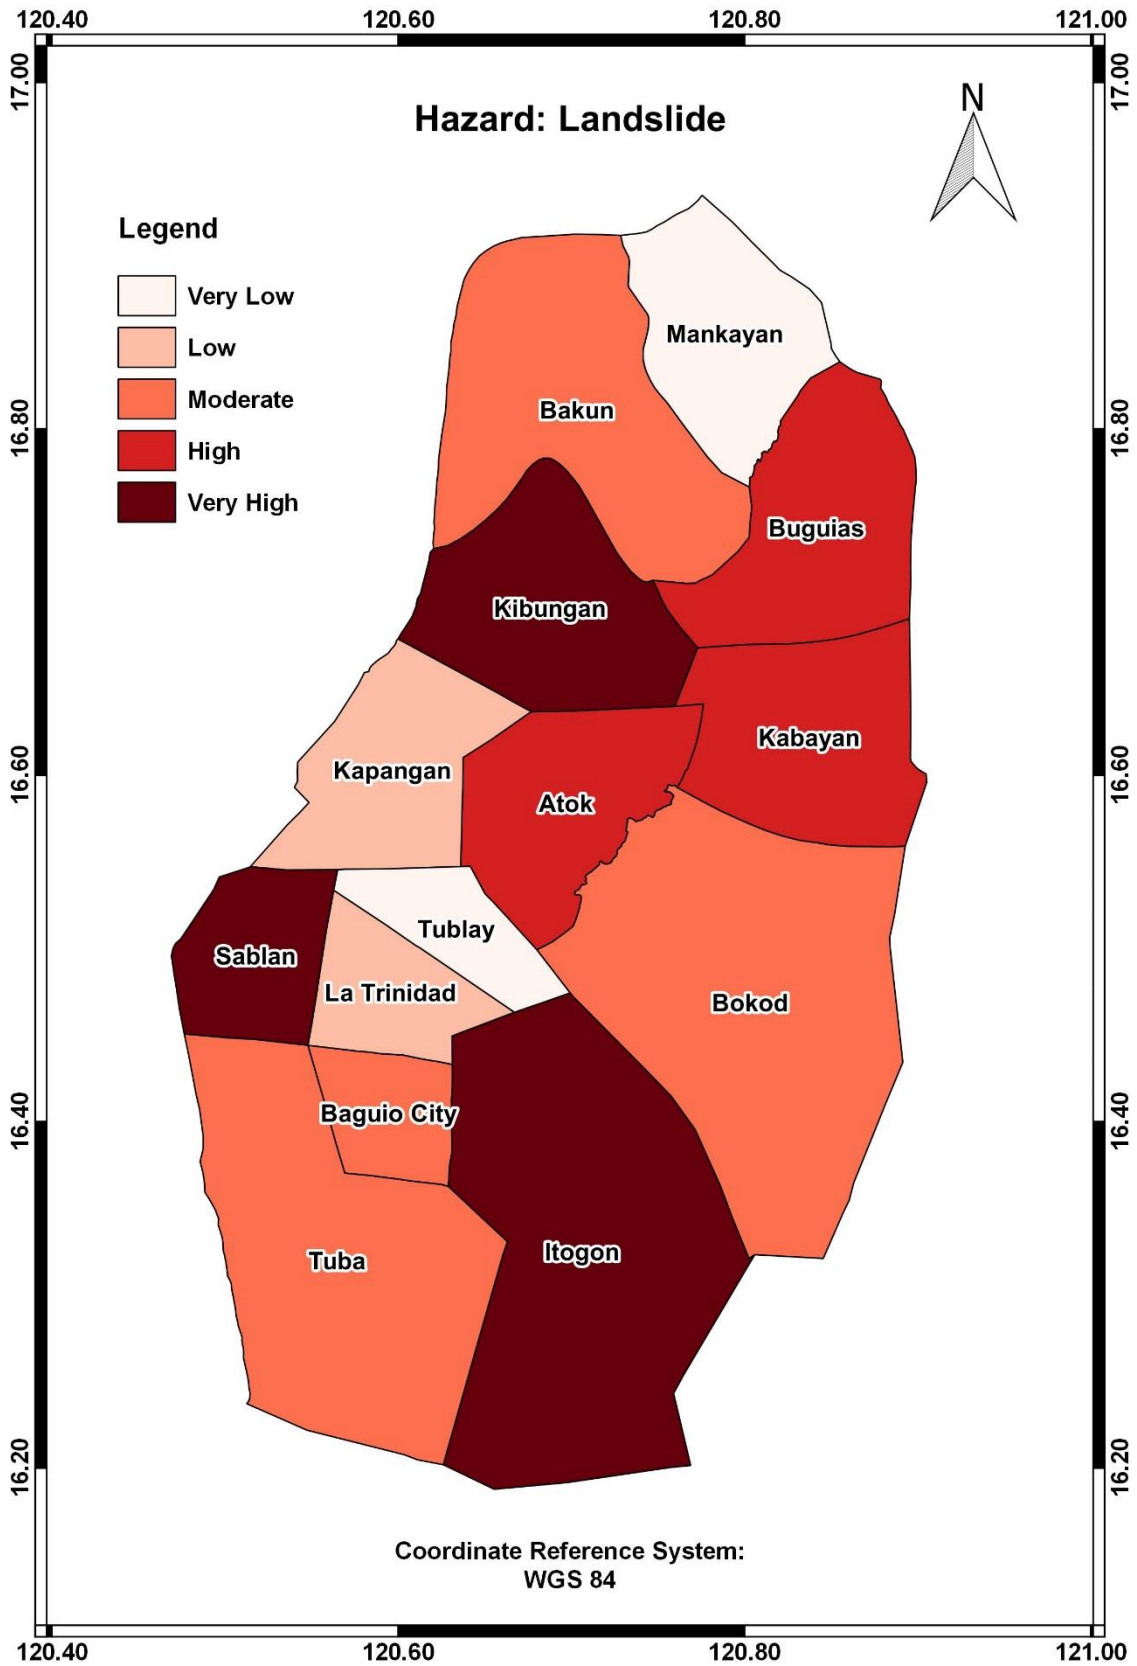 120.40 120.60 120.80 121.00
17.00 17.00
N
Hazard: Landslide
Legend
Very Low
Low
Moderate
High
Very High
Mankayan
Bakun
16.80 16.80
Buguias
Kibungan
Kabayan
Kapangan
16.60 16.60
Atok
Tublay
Sablan
La Trinidad
Bokod
Baguio City
16.40 16.40
Itogon
Tuba
16.20 16.20
Coordinate Reference System:
WGS 84
120.40 120.60 120.80 121.00